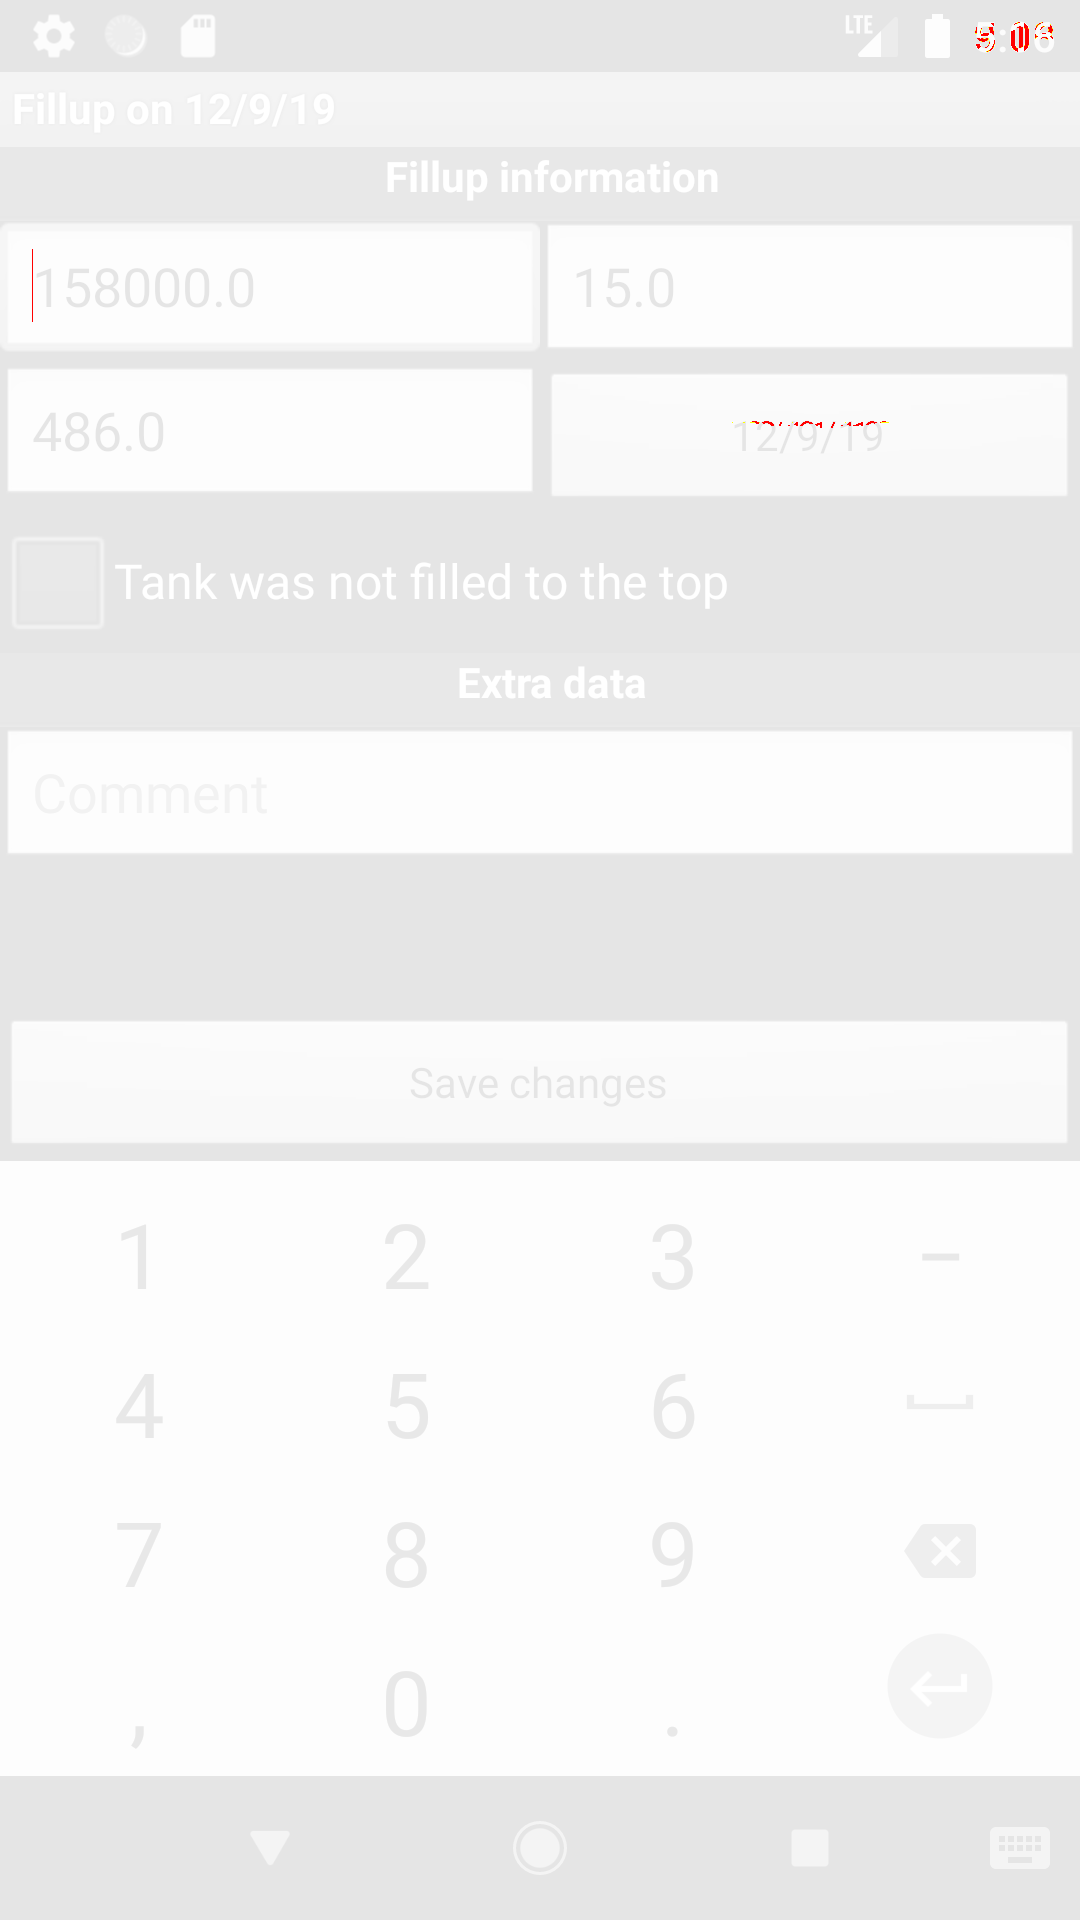 LTE
Fillup on 12/9/19
Fillup information
158000.0 15.0
486.0 12/9/19
Tank was not filled to the top
Extra data
Comment
Save changes
1 2 3 –
4 5 6
7 8 9
, 0 .